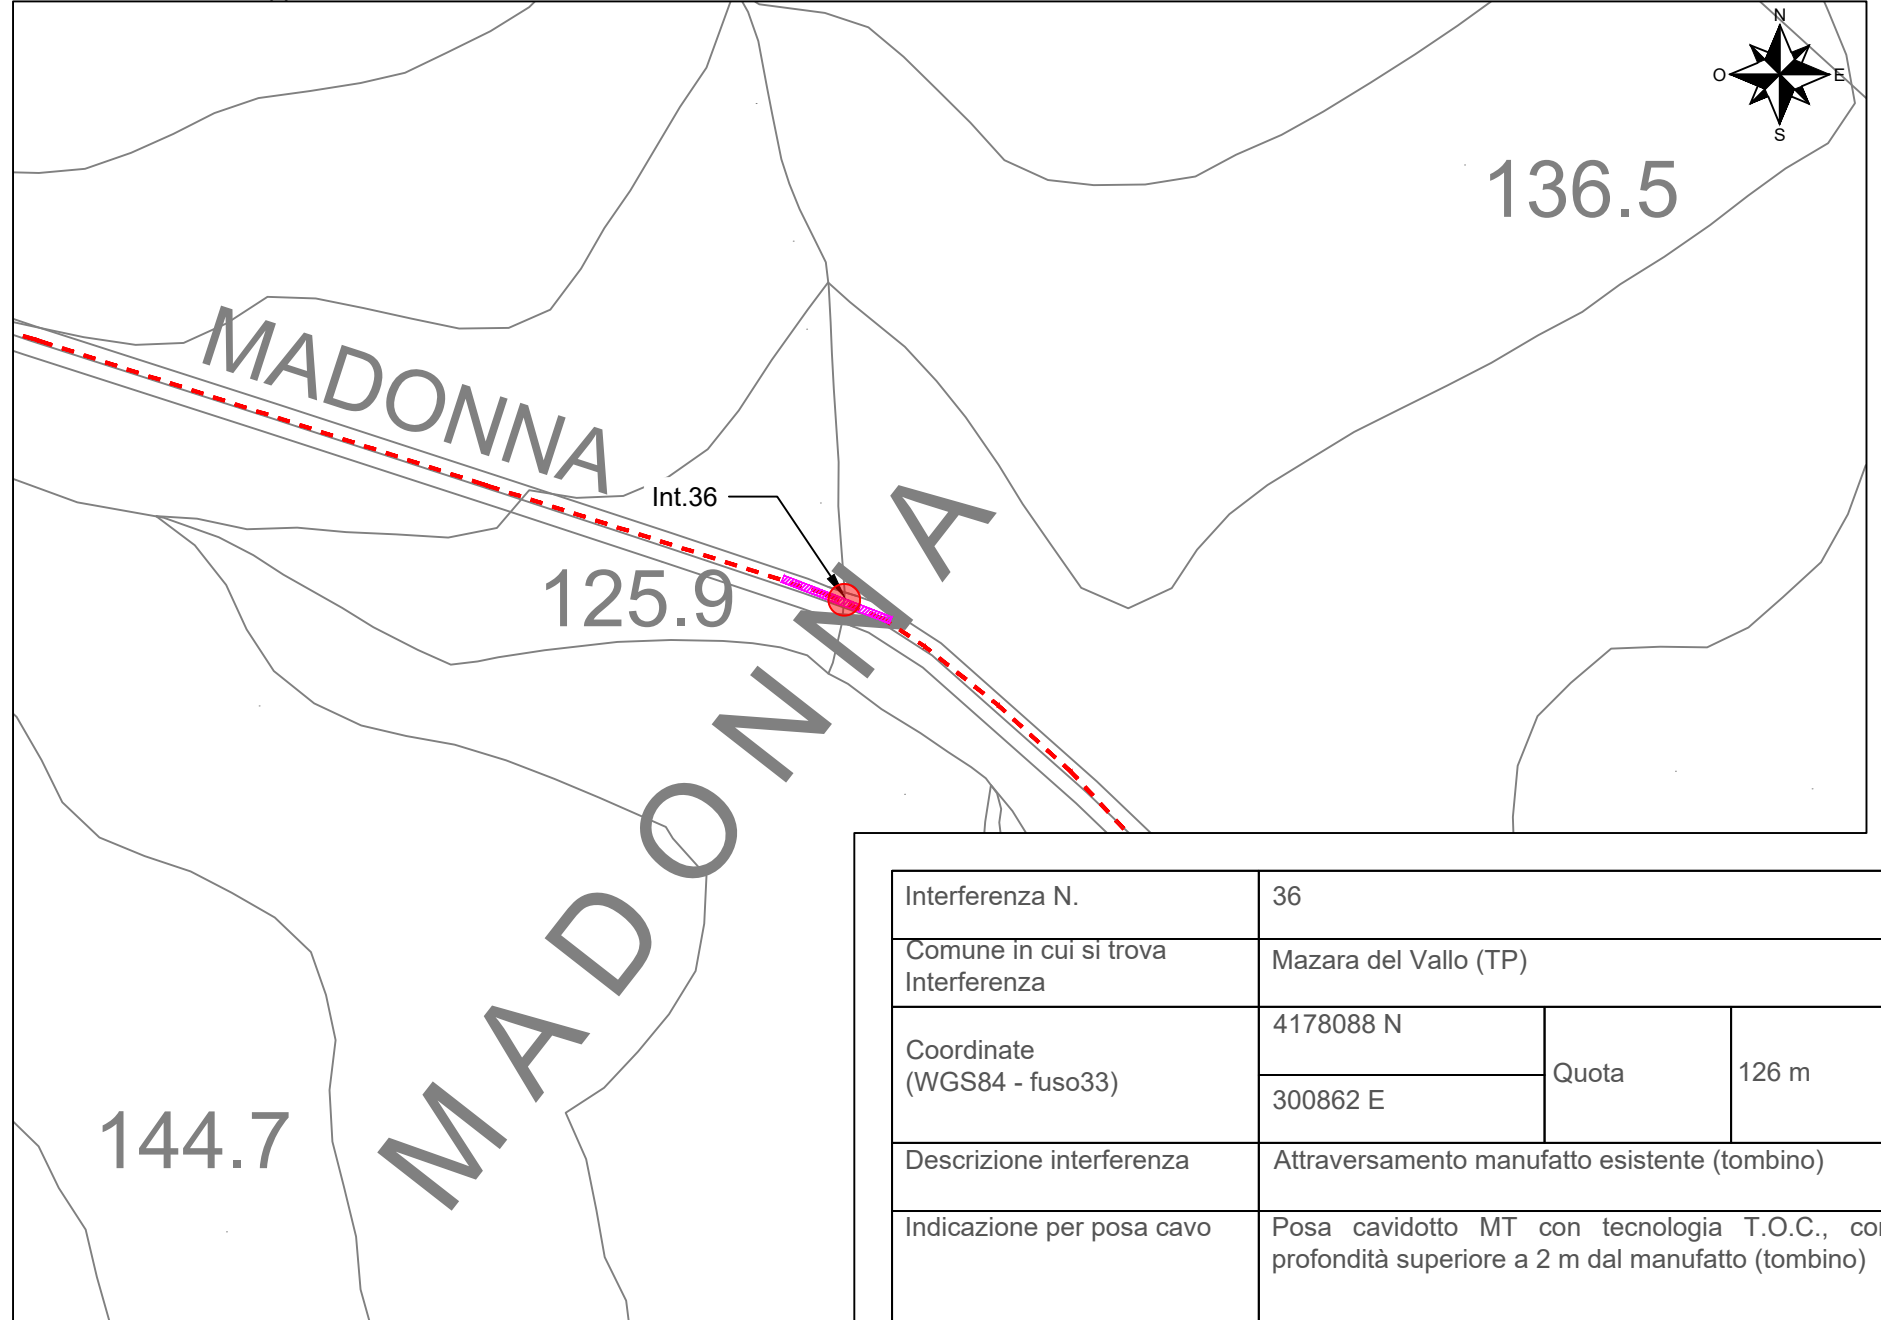 N
O
E
S
136.5
MADONNA
Int.36
125.9
MADONNA
144.7
Interferenza N.
36
Comune in cui si trova
Interferenza
Mazara del Vallo (TP)
Coordinate
(WGS84 - fuso33)
4178088 N
300862 E
Quota
126 m
Descrizione interferenza
Attraversamento manufatto esistente (tombino)
Indicazione per posa cavo
Posa cavidotto MT con tecnologia T.O.C., con
profondità superiore a 2 m dal manufatto (tombino)